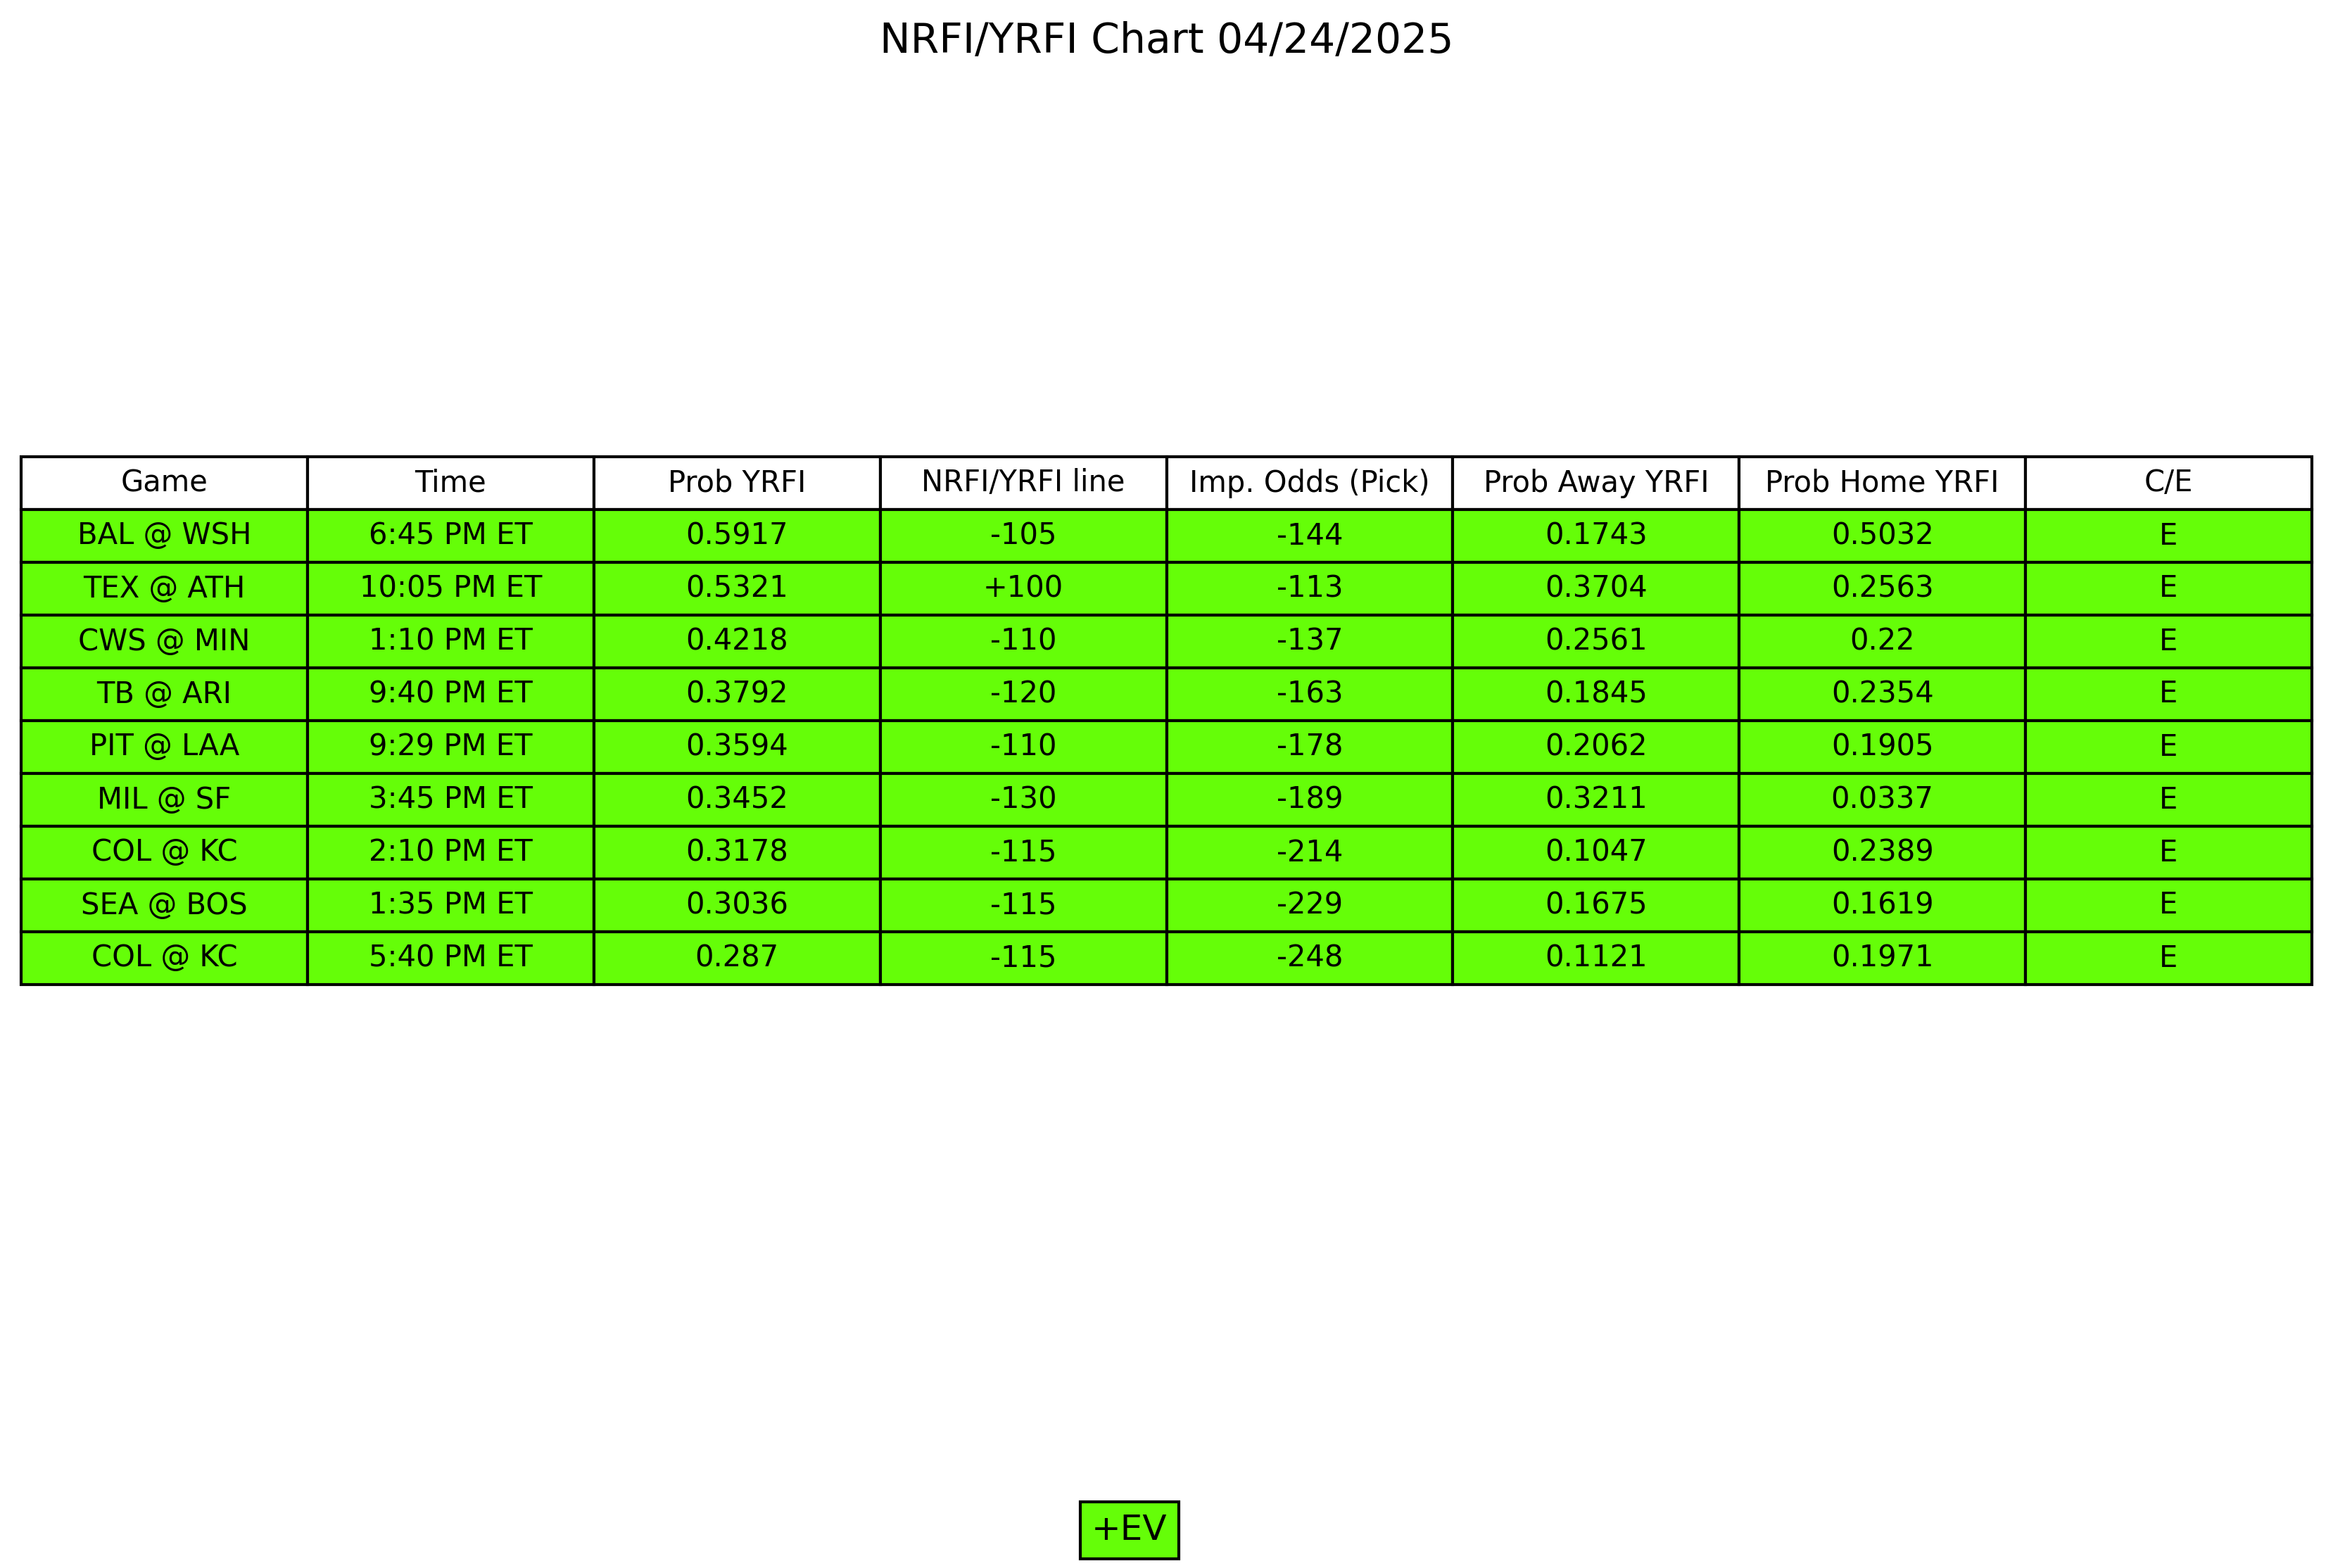 NRFI/YRFI Chart 04/24/2025
Game Time Prob YRFI NRFI/YRFI line Imp. Odds (Pick) Prob Away YRFI Prob Home YRFI C/E
BAL @ WSH 6:45 PM ET 0.5917 -105 -144 0.1743 0.5032 E
TEX @ ATH 10:05 PM ET 0.5321 +100 -113 0.3704 0.2563 E
CWS @ MIN 1:10 PM ET 0.4218 -110 -137 0.2561 0.22 E
TB @ ARI 9:40 PM ET 0.3792 -120 -163 0.1845 0.2354 E
PIT @ LAA 9:29 PM ET 0.3594 -110 -178 0.2062 0.1905 E
MIL @ SF 3:45 PM ET 0.3452 -130 -189 0.3211 0.0337 E
COL @ KC 2:10 PM ET 0.3178 -115 -214 0.1047 0.2389 E
SEA @ BOS 1:35 PM ET 0.3036 -115 -229 0.1675 0.1619 E
COL @ KC 5:40 PM ET 0.287 -115 -248 0.1121 0.1971 E
+EV